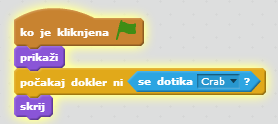 ko je kliknjena
prikaži
počakaj dokler ni se dotika Crab ?
skrij